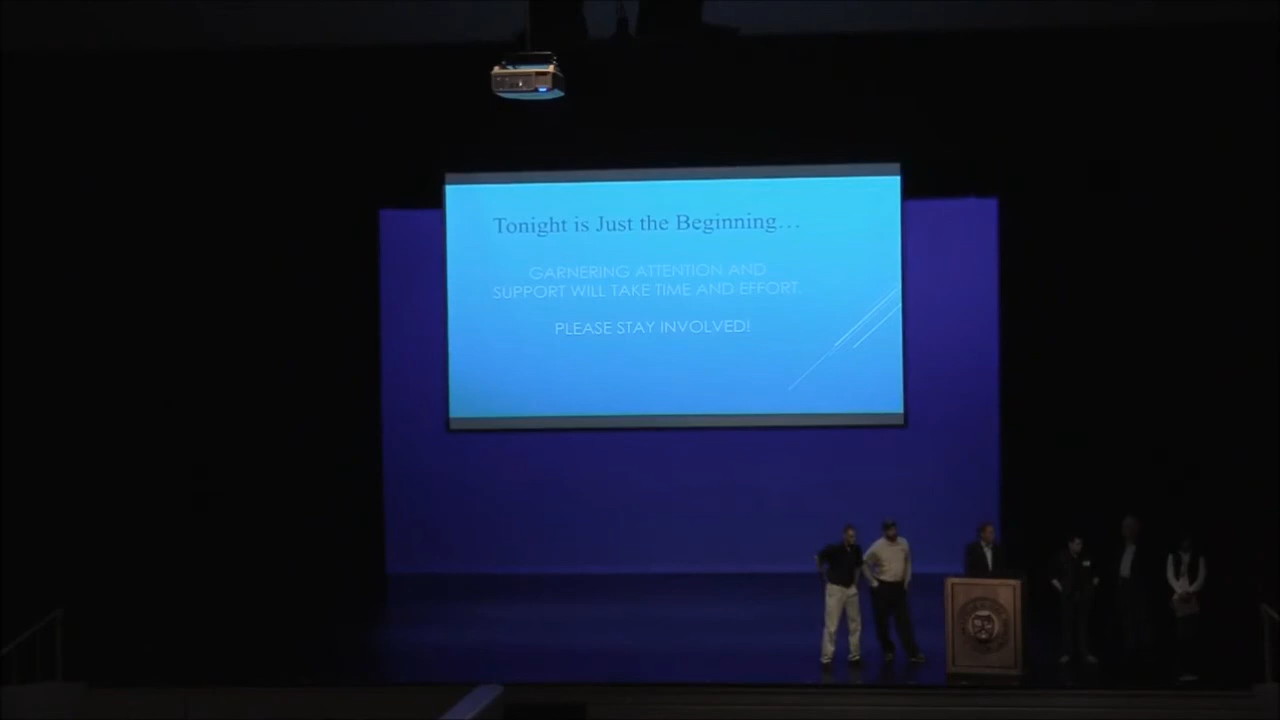 Tonight is Just the Beginning...
GARNERING ATTENTION AND
SUPPORT WILL TAKE TIME AND EFFORT.
PLEASE STAY INVOLVED!